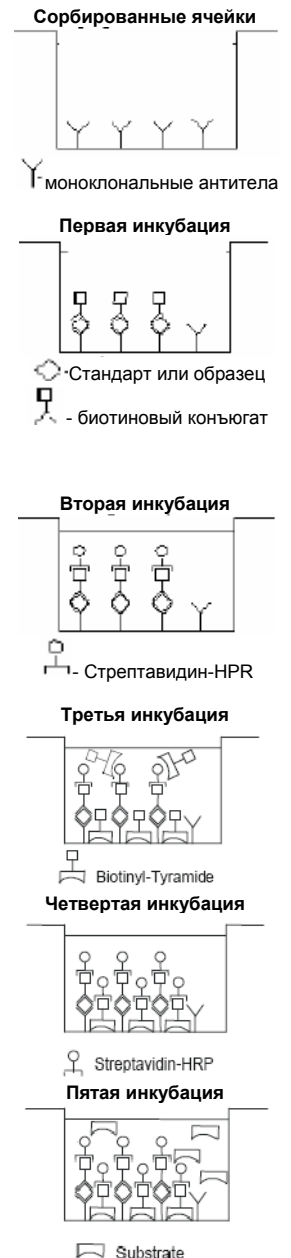 Сорбированные ячейки
-моноклональные антитела
Первая инкубация
-Стандарт или образец
- биотиновый конъюгат
Вторая инкубация
- Стрептавидин-HPR
Третья инкубация
Biotinyl-Tyramide
Четвертая инкубация
Streptavidin-HRP
Пятая инкубация
Substrate